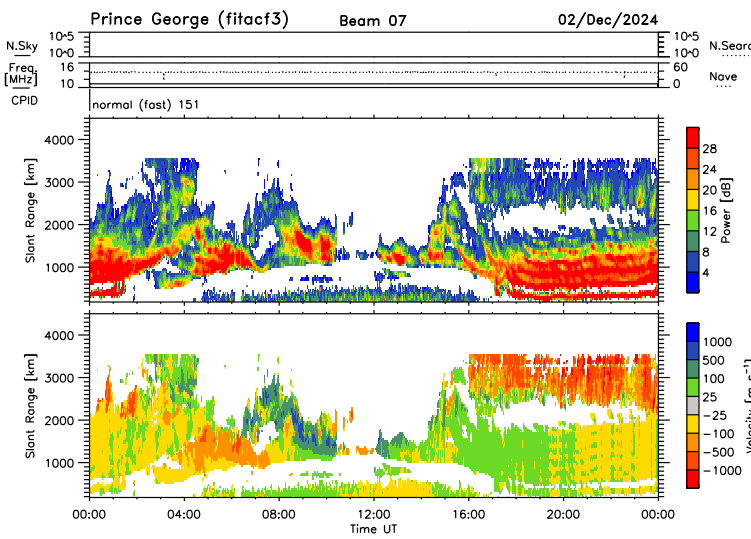 Prince George (fitacf3) Beam 07 02/Dec/2024
N.Sky 10^5 10^0 10^5 10^0 N.Sear
Freq [MHz] 16 10 60 0 Nave
CPID normal (fast) 151
Slant Range [km] 4000 3000 2000 1000
28 24 20 16 12 8 4 Power [dB]
Slant Range [km] 4000 3000 2000 1000
1000 500 100 25 -25 -100 -500 -1000 Velocity [m s⁻¹]
00:00 04:00 08:00 12:00 16:00 20:00 00:00
Time UT